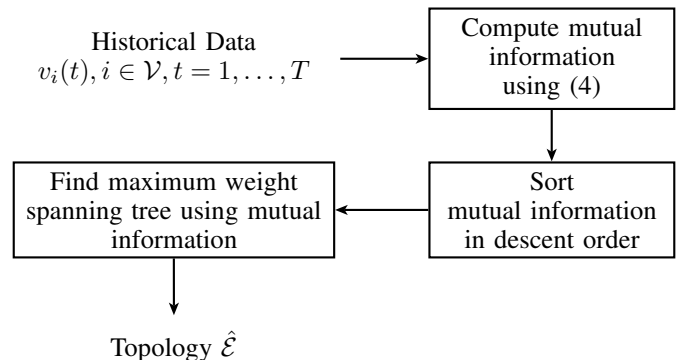 Historical Data
v_i(t), i ∈ 𝒱, t = 1, . . . , T
Compute mutual
information
using (4)
Sort
mutual information
in descent order
Find maximum weight
spanning tree using mutual
information
Topology ℰ̂